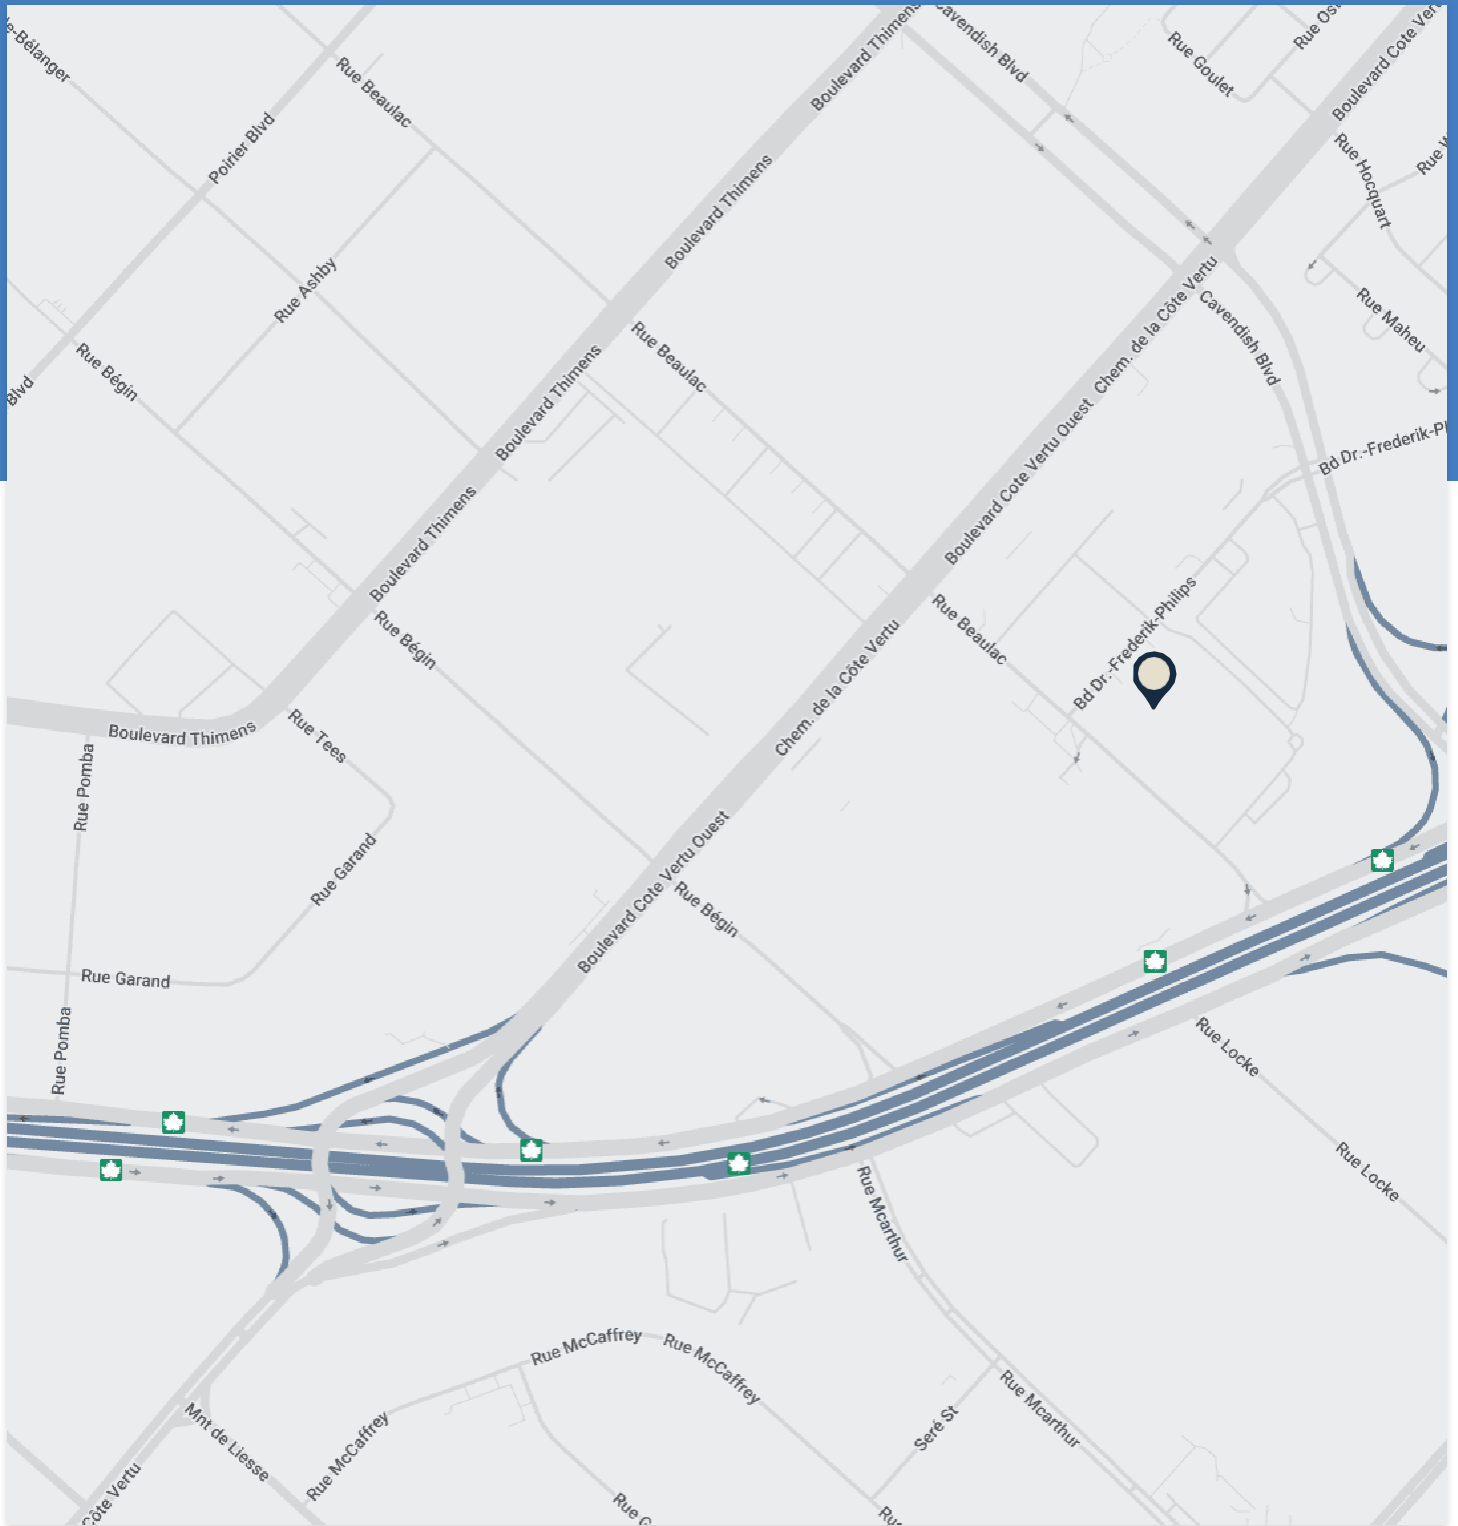 Cavendish Blvd
Boulevard Thimens
Rue Goulet
Boulevard Cote
Rue Beaulac
Poirier Blvd
Rue Hocquart
Boulevard Thimens
Rue Ashby
Chem. de la Côte Vertu
Cavendish Blvd
Rue Maheu
Rue Bégin
Rue Beaulac
Boulevard Thimens
Blvd
Boulevard Cote Vertu Ouest
Bd Dr.-Frederik-
Boulevard Thimens
Rue Bégin
Rue Beaulac
Bd Dr.-Frederik-Philips
Chem. de la Côte Vertu
Boulevard Thimens
Rue Tees
Rue Pomba
Rue Garand
Boulevard Cote Vertu Ouest
Rue Bégin
Rue Garand
Rue Pomba
Rue Locke
Rue Locke
Rue Mcarthur
Rue McCaffrey
Rue McCaffrey
Rue Mcarthur
Rue McCaffrey
Seré St
Mnt de Liesse
Côte Vertu
Rue